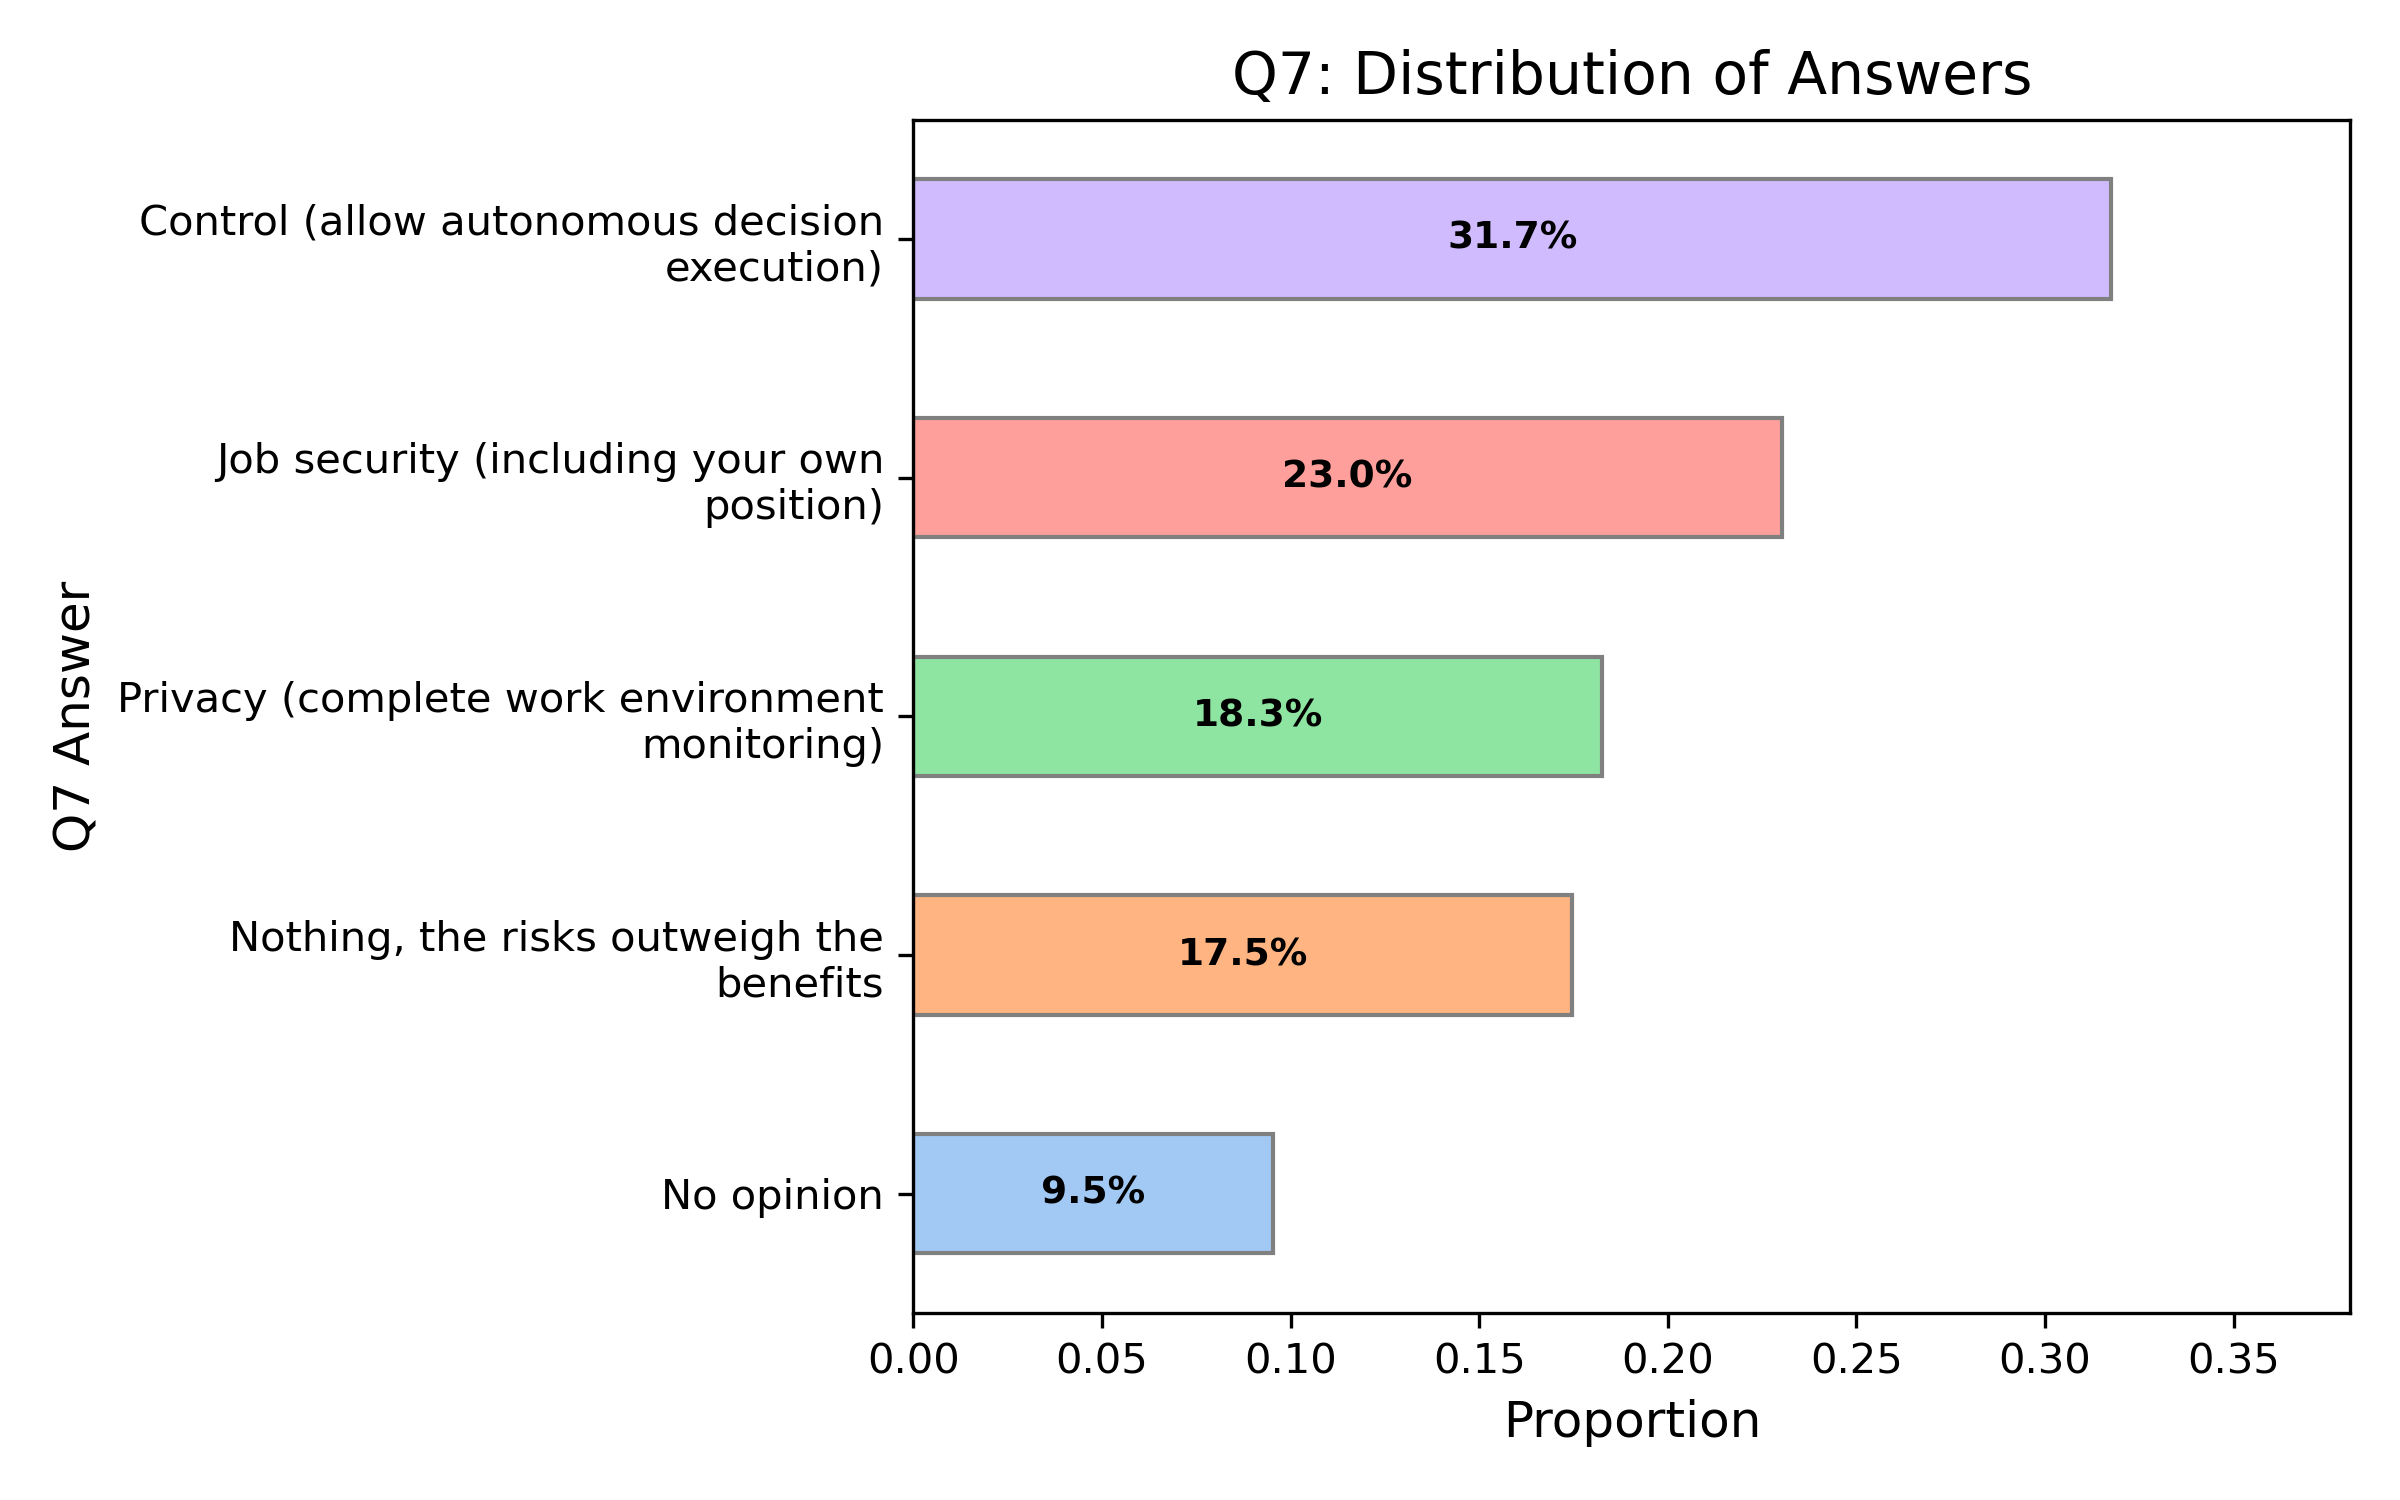 Q7: Distribution of Answers
Control (allow autonomous decision
execution)
31.7%
Job security (including your own
position)
23.0%
Privacy (complete work environment
monitoring)
18.3%
Nothing, the risks outweigh the
benefits
17.5%
No opinion
9.5%
Q7 Answer
0.00 0.05 0.10 0.15 0.20 0.25 0.30 0.35
Proportion